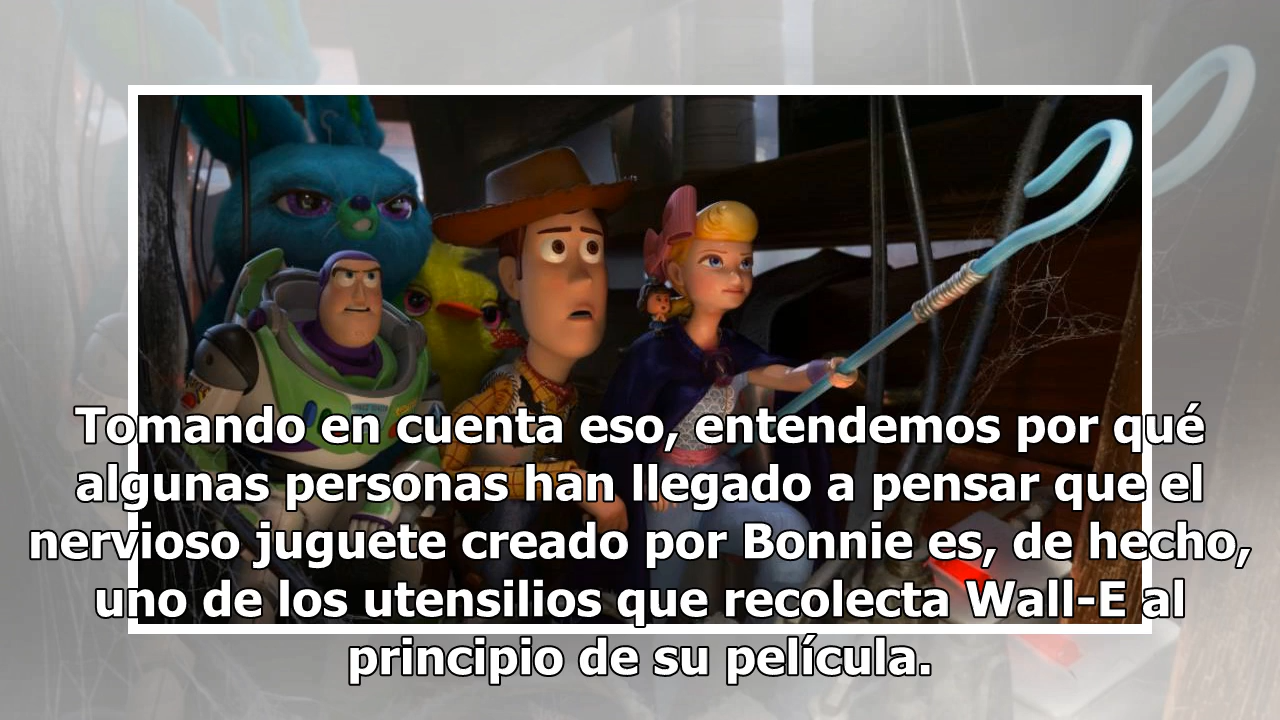 Tomando en cuenta eso, entendemos por qué
algunas personas han llegado a pensar que el
nervioso juguete creado por Bonnie es, de hecho,
uno de los utensilios que recolecta Wall-E al
principio de su película.